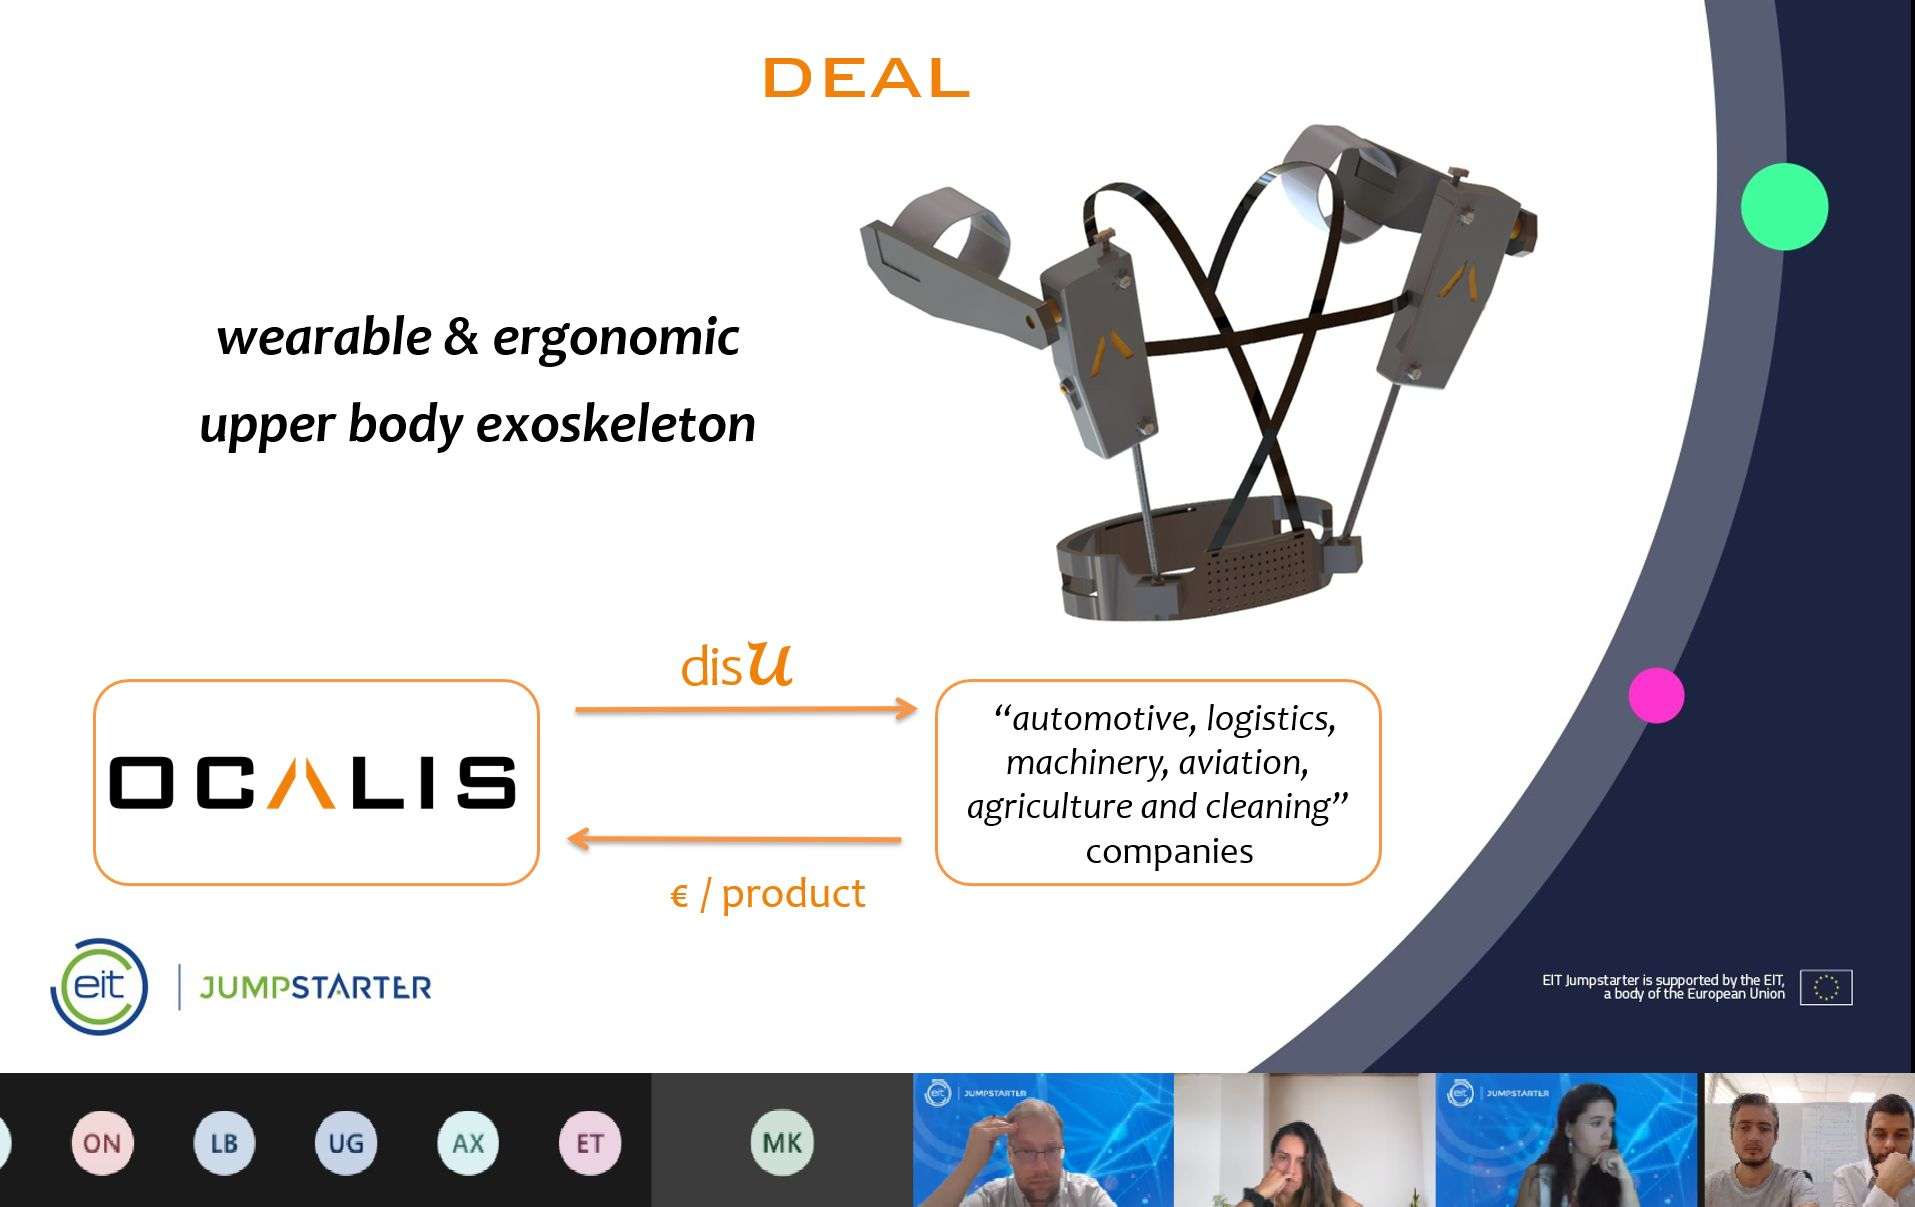 DEAL
wearable & ergonomic
upper body exoskeleton
disU
OCALIS
“automotive, logistics,
machinery, aviation,
agriculture and cleaning”
companies
€ / product
eit
JUMPSTARTER
EIT Jumpstarter is supported by the EIT,
a body of the European Union
ON
LB
UG
AX
ET
MK
eit
JUMPSTARTER
eit
JUMPSTARTER